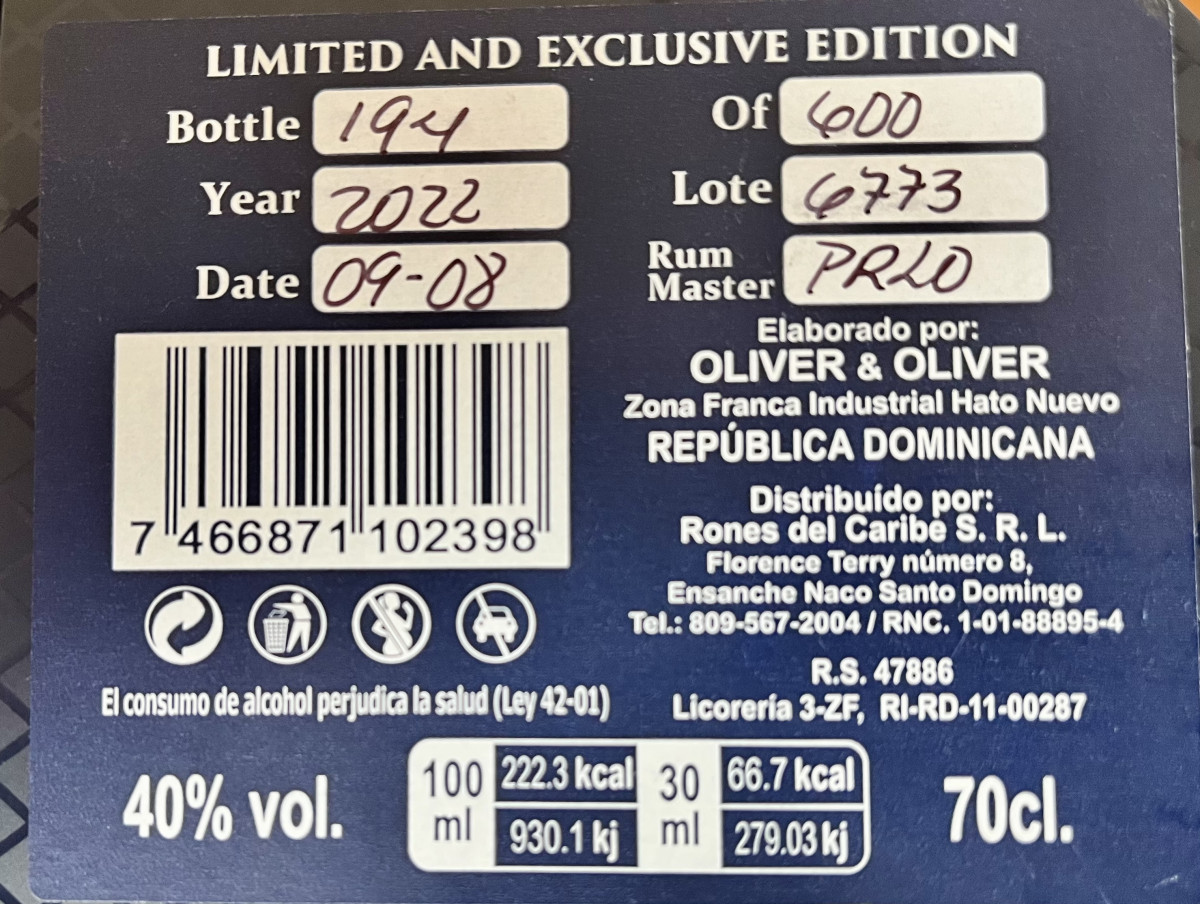 LIMITED AND EXCLUSIVE EDITION
Bottle 194 Of 600
Year 2022 Lote 6773
Date 09-08 Rum Master PRLO
Elaborado por:
OLIVER & OLIVER
Zona Franca Industrial Hato Nuevo
REPÚBLICA DOMINICANA
Distribuído por:
Rones del Caribe S. R. L.
Florence Terry número 8,
Ensanche Naco Santo Domingo
Tel.: 809-567-2004 / RNC. 1-01-88895-4
R.S. 47886
Licorería 3-ZF, RI-RD-11-00287
7 466871 102398
El consumo de alcohol perjudica la salud (Ley 42-01)
40% vol.
100 ml 222.3 kcal 930.1 kj
30 ml 66.7 kcal 279.03 kj
70cl.